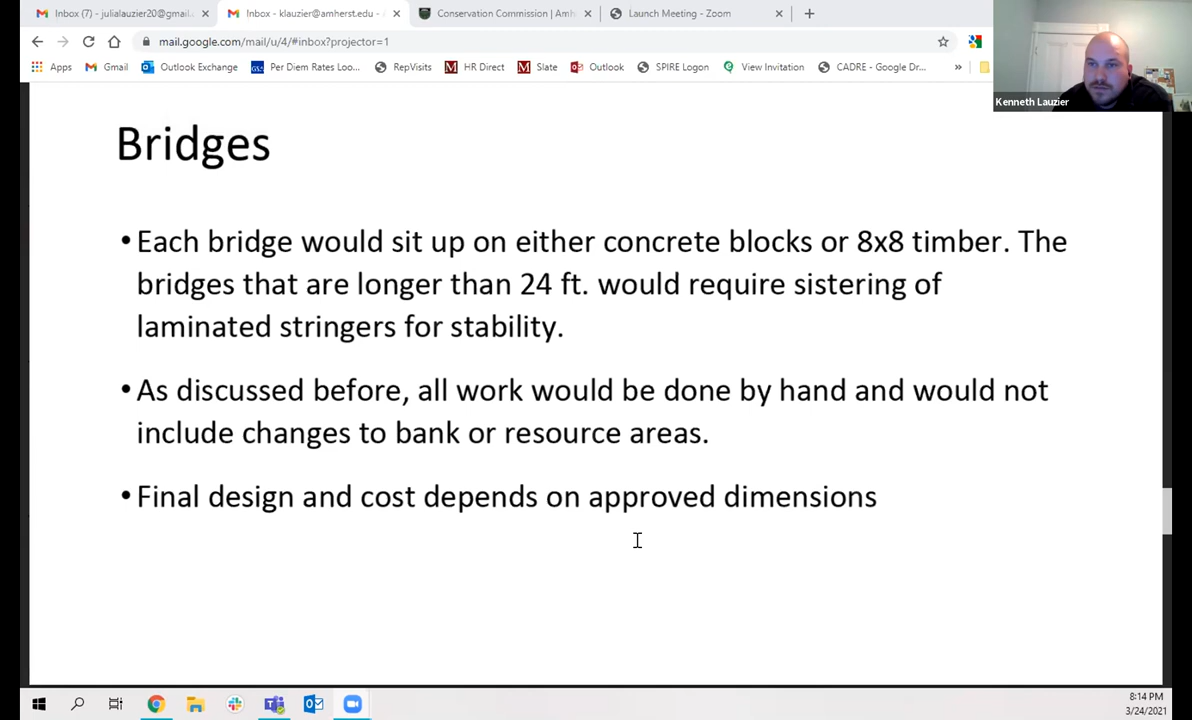 Inbox (7) - julialauzier20@gmail.
Inbox - klauzier@amherst.edu -
Conservation Commission | Amh
Launch Meeting - Zoom
mail.google.com/mail/u/4/#inbox?projector=1
Apps
Gmail
Outlook Exchange
Per Diem Rates Loo...
RepVisits
HR Direct
Slate
Outlook
SPIRE Logon
View Invitation
CADRE - Google Dr...
»
Kenneth Lauzier
Bridges
•Each bridge would sit up on either concrete blocks or 8x8 timber. The
bridges that are longer than 24 ft. would require sistering of
laminated stringers for stability.
•As discussed before, all work would be done by hand and would not
include changes to bank or resource areas.
•Final design and cost depends on approved dimensions
8:14 PM
3/24/2021